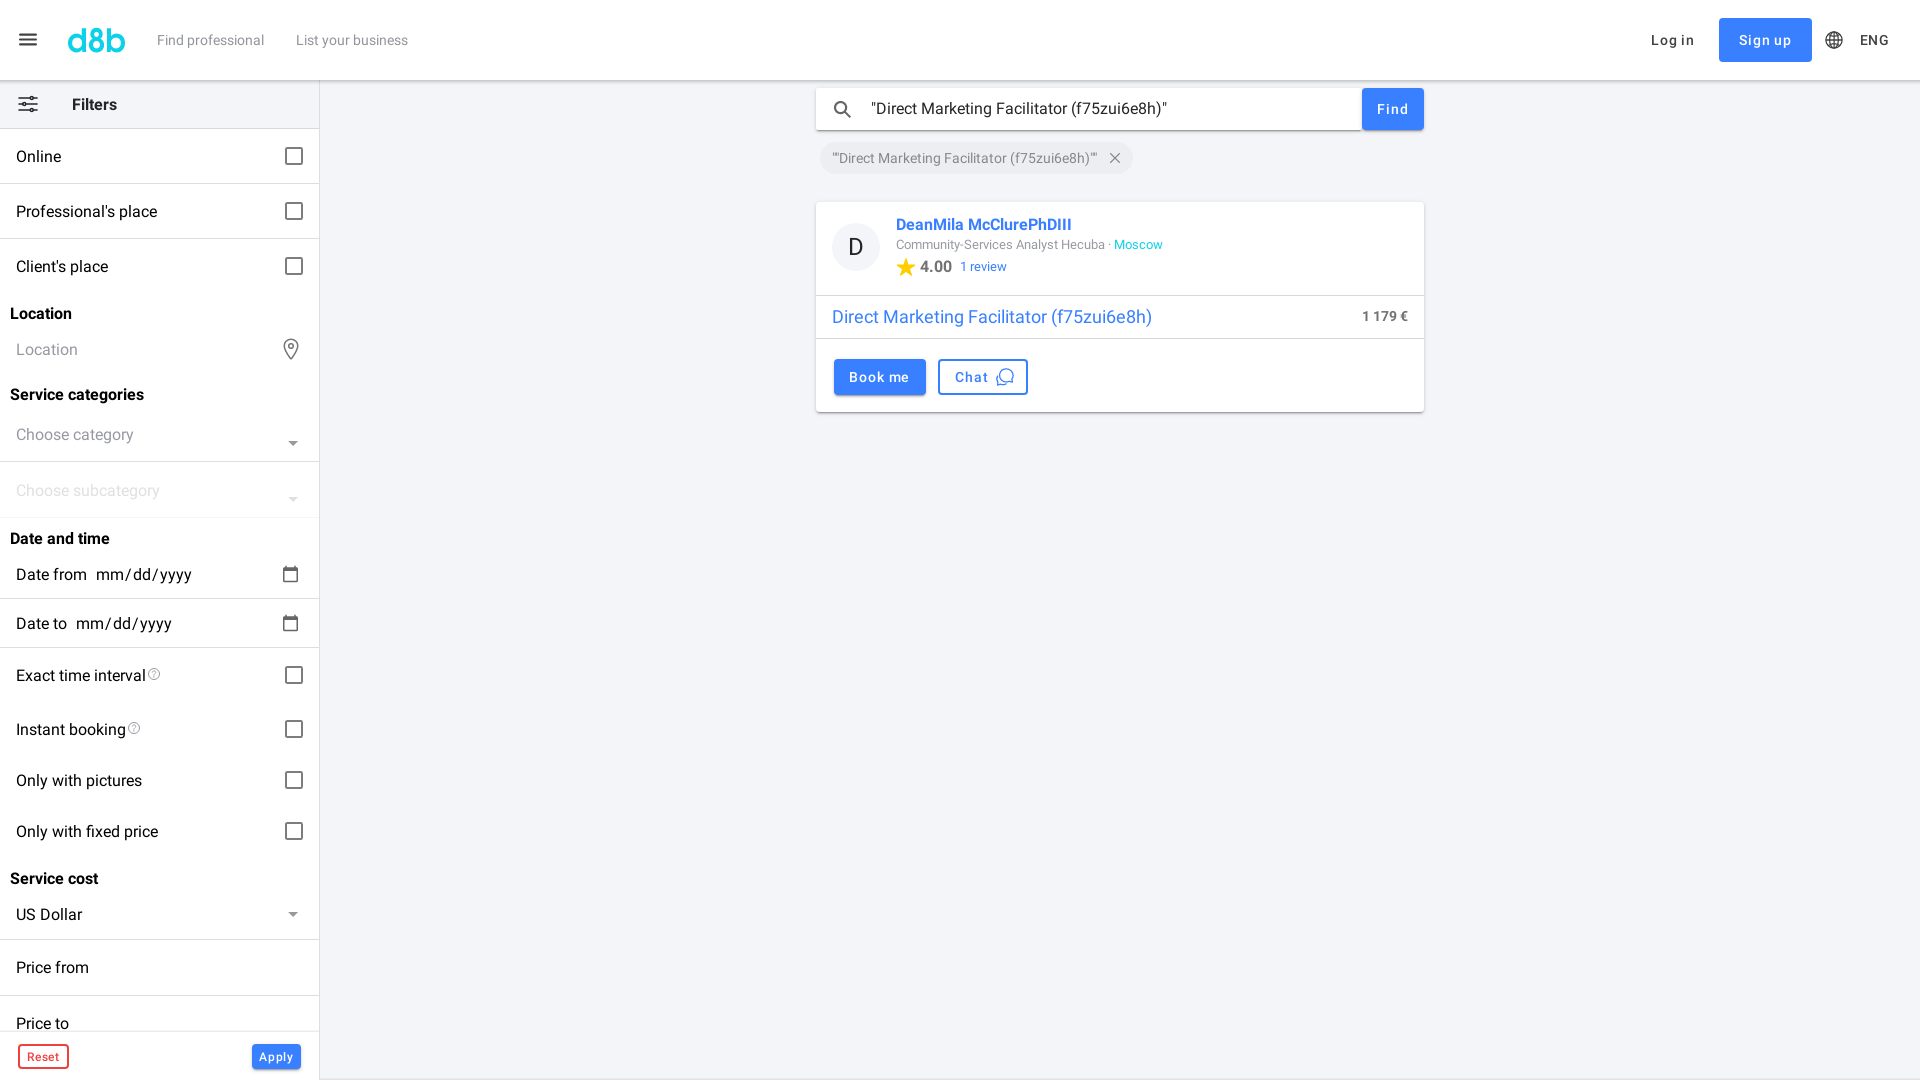 d8b
Find professional
List your business
Log in
Sign up
ENG
Filters
Online
Professional's place
Client's place
Location
Location
Service categories
Choose category
Choose subcategory
Date and time
Date from mm/dd/yyyy
Date to mm/dd/yyyy
Exact time interval
Instant booking
Only with pictures
Only with fixed price
Service cost
US Dollar
Price from
Price to
Reset
Apply
"Direct Marketing Facilitator (f75zui6e8h)"
Find
""Direct Marketing Facilitator (f75zui6e8h)""
D
DeanMila McClurePhDIII
Community-Services Analyst Hecuba · Moscow
4.00 1 review
Direct Marketing Facilitator (f75zui6e8h)
1 179 €
Book me
Chat